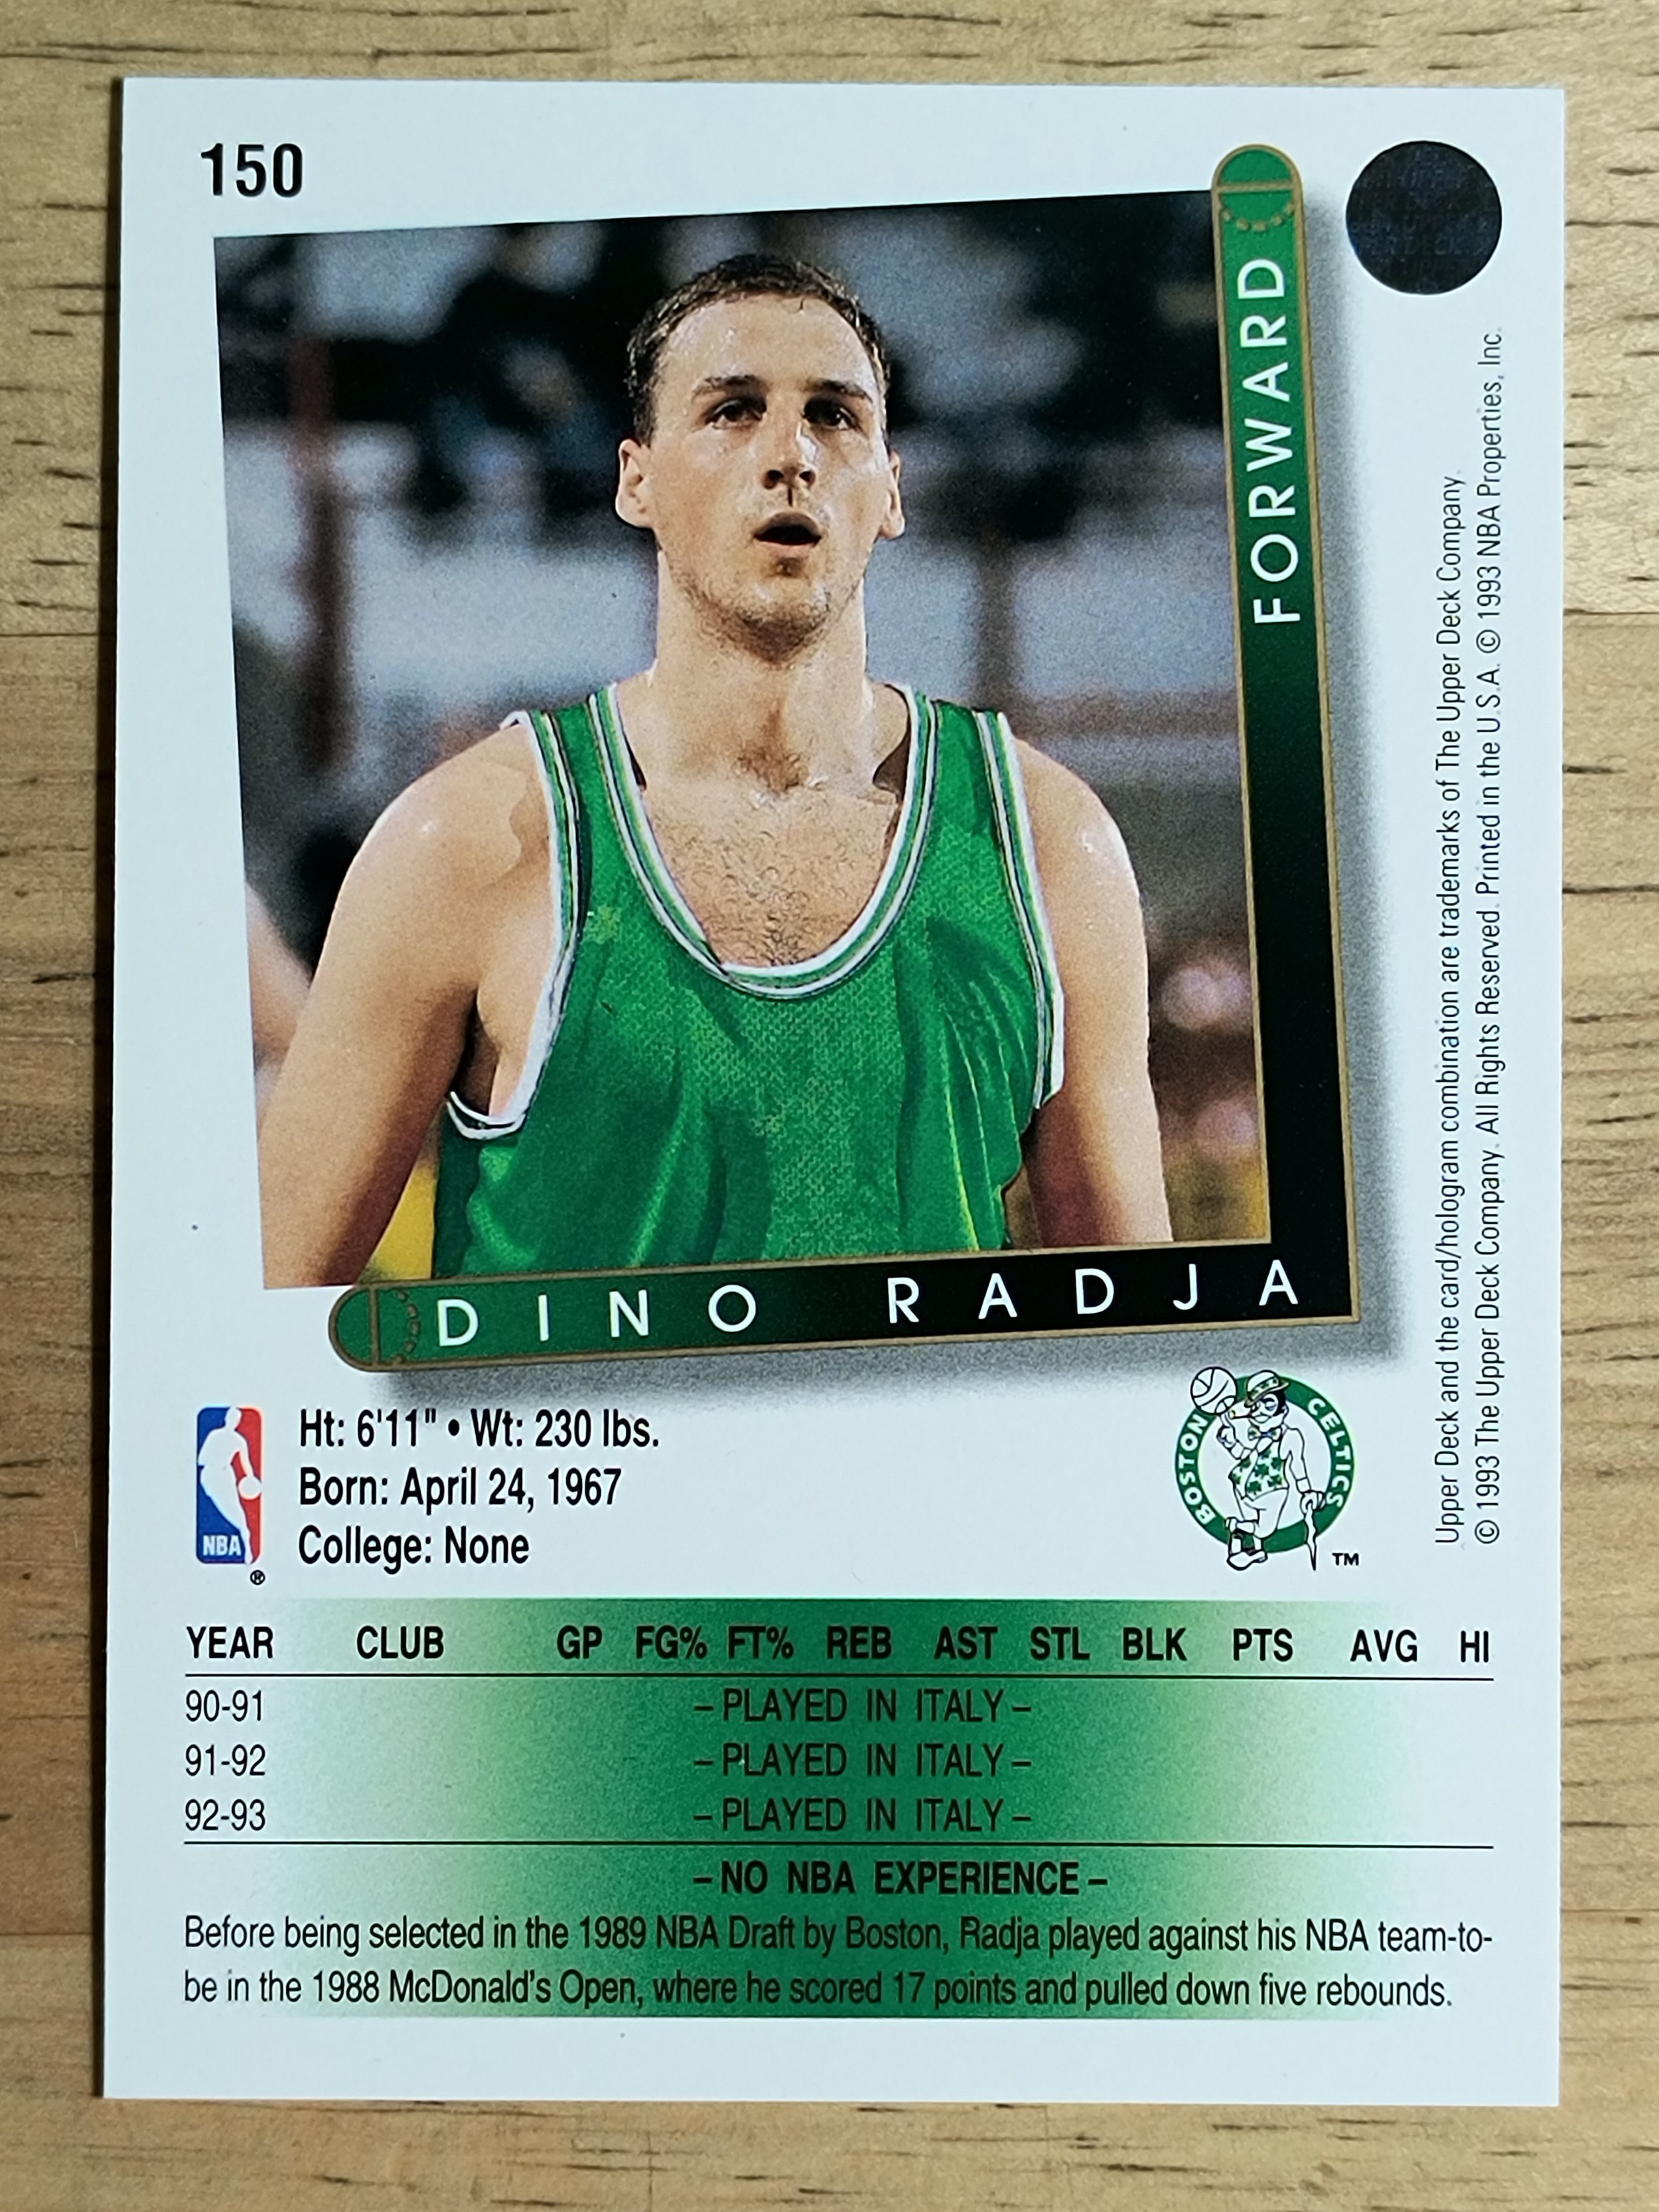 150
FORWARD
DINO RADJA
Ht: 6'11" • Wt: 230 lbs.
Born: April 24, 1967
College: None
NBA
®
BOSTON CELTICS
TM
Upper Deck and the card/hologram combination are trademarks of The Upper Deck Company.
© 1993 The Upper Deck Company. All Rights Reserved. Printed in the U.S.A. © 1993 NBA Properties, Inc.
YEAR CLUB GP FG% FT% REB AST STL BLK PTS AVG HI
90-91 – PLAYED IN ITALY –
91-92 – PLAYED IN ITALY –
92-93 – PLAYED IN ITALY –
– NO NBA EXPERIENCE –
Before being selected in the 1989 NBA Draft by Boston, Radja played against his NBA team-to-
be in the 1988 McDonald's Open, where he scored 17 points and pulled down five rebounds.